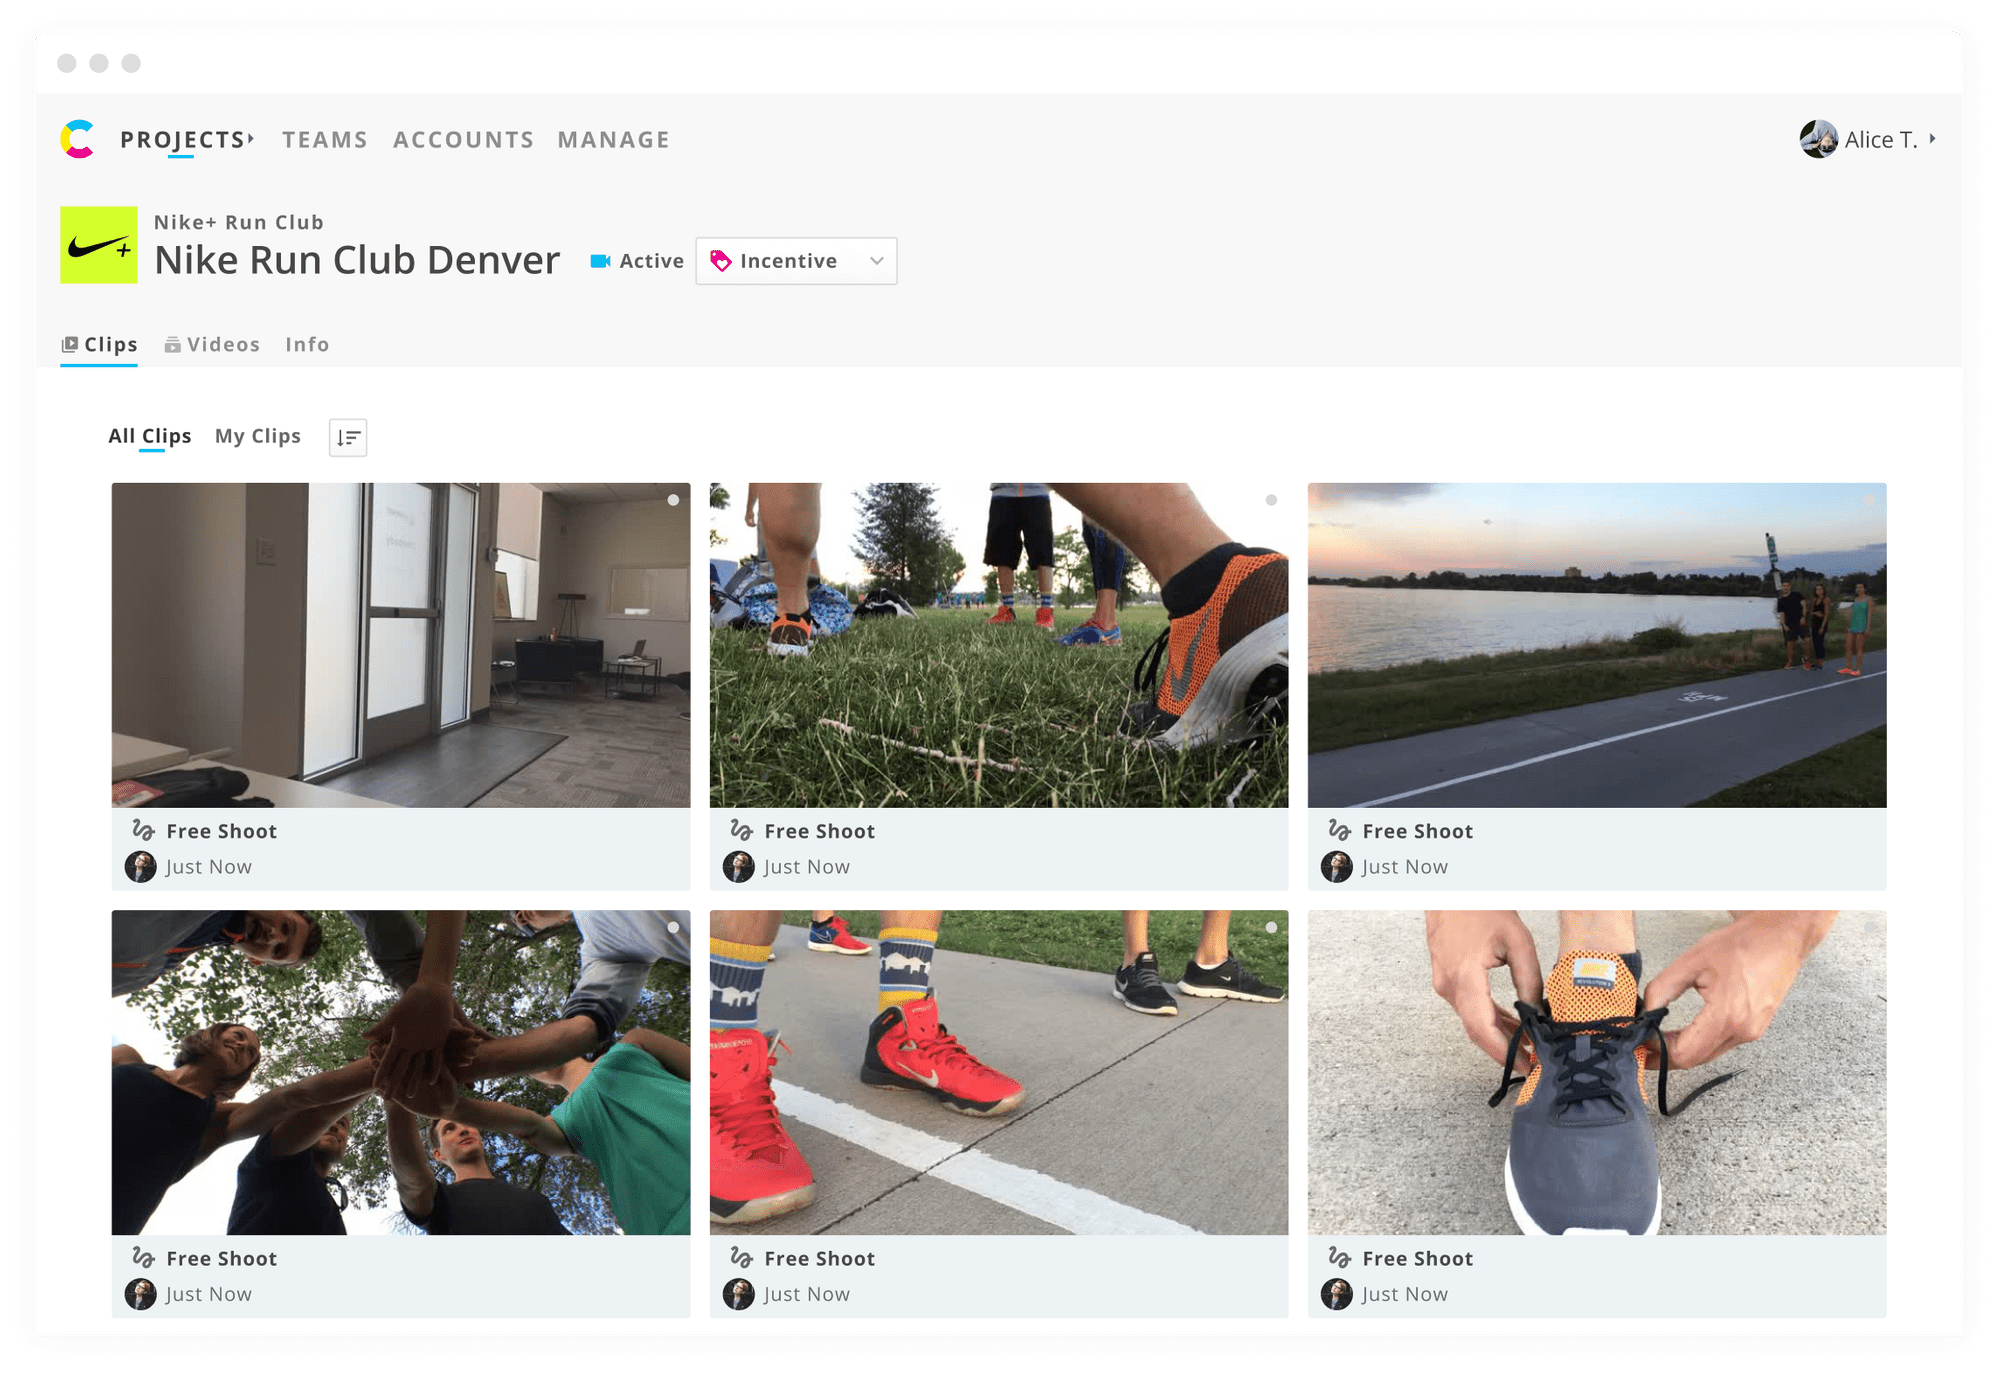 PROJECTS TEAMS ACCOUNTS MANAGE Alice T.
Nike+ Run Club
Nike Run Club Denver Active Incentive
Clips Videos Info
All Clips My Clips
Free Shoot Free Shoot Free Shoot
Just Now Just Now Just Now
Free Shoot Free Shoot Free Shoot
Just Now Just Now Just Now